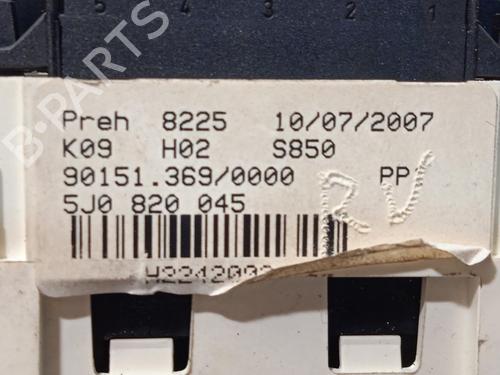 5 4 3 2 1
Preh 8225 10/07/2007
K09 H02 S850
90151.369/0000 PP
5J0 820 045
RV
B-PARTS